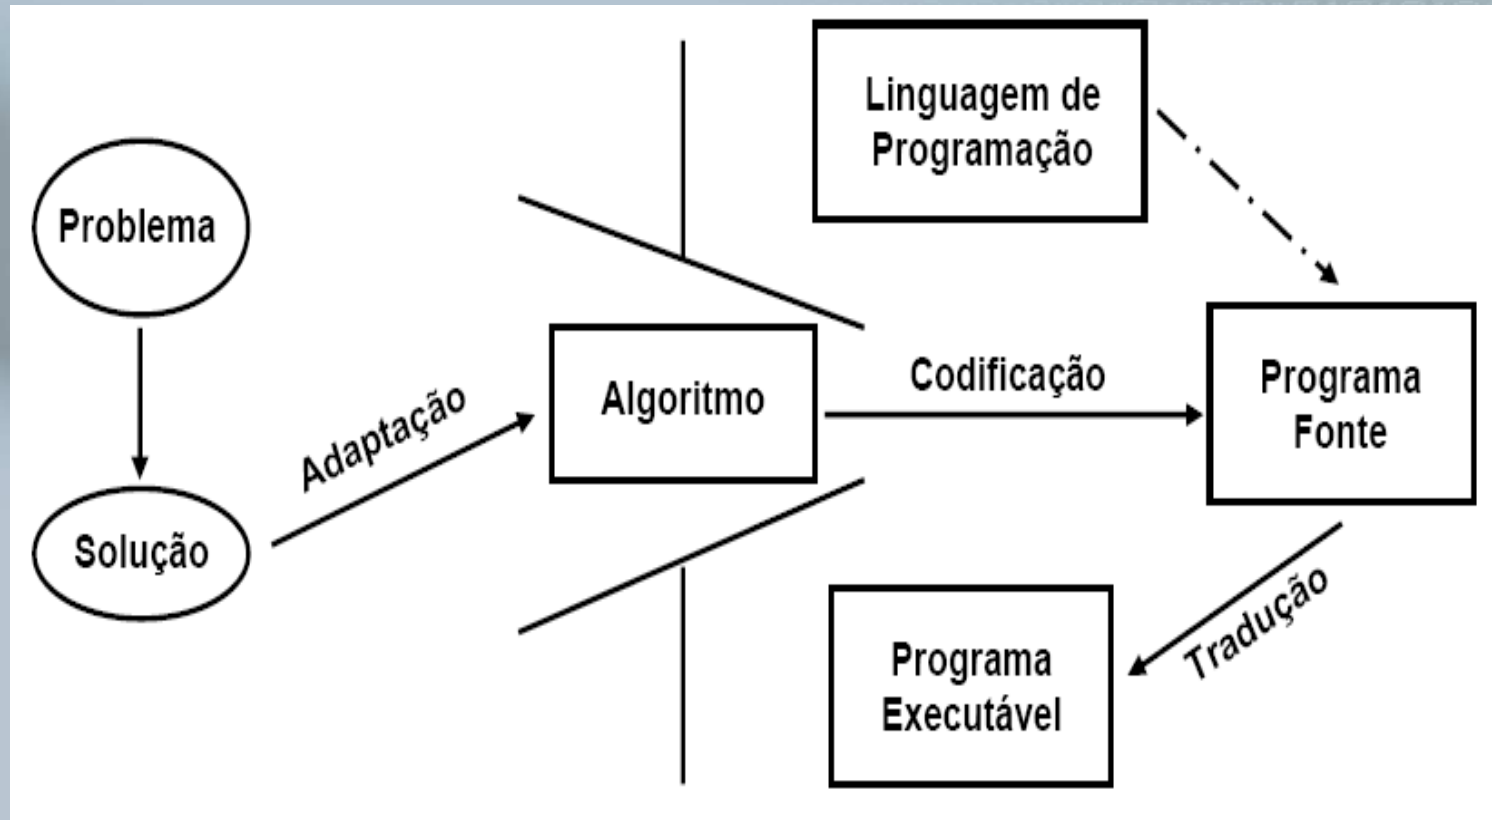 Problema
Solução
Adaptação
Algoritmo
Linguagem de
Programação
Codificação
Programa
Fonte
Tradução
Programa
Executável